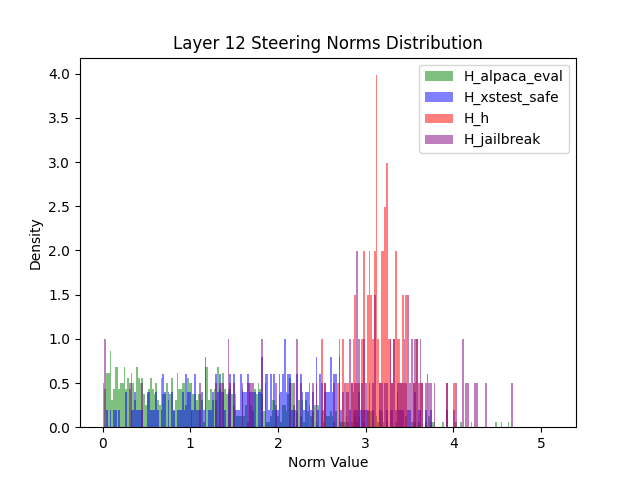 Layer 12 Steering Norms Distribution
H_alpaca_eval
H_xstest_safe
H_h
H_jailbreak
Density
4.0
3.5
3.0
2.5
2.0
1.5
1.0
0.5
0.0
0 1 2 3 4 5
Norm Value